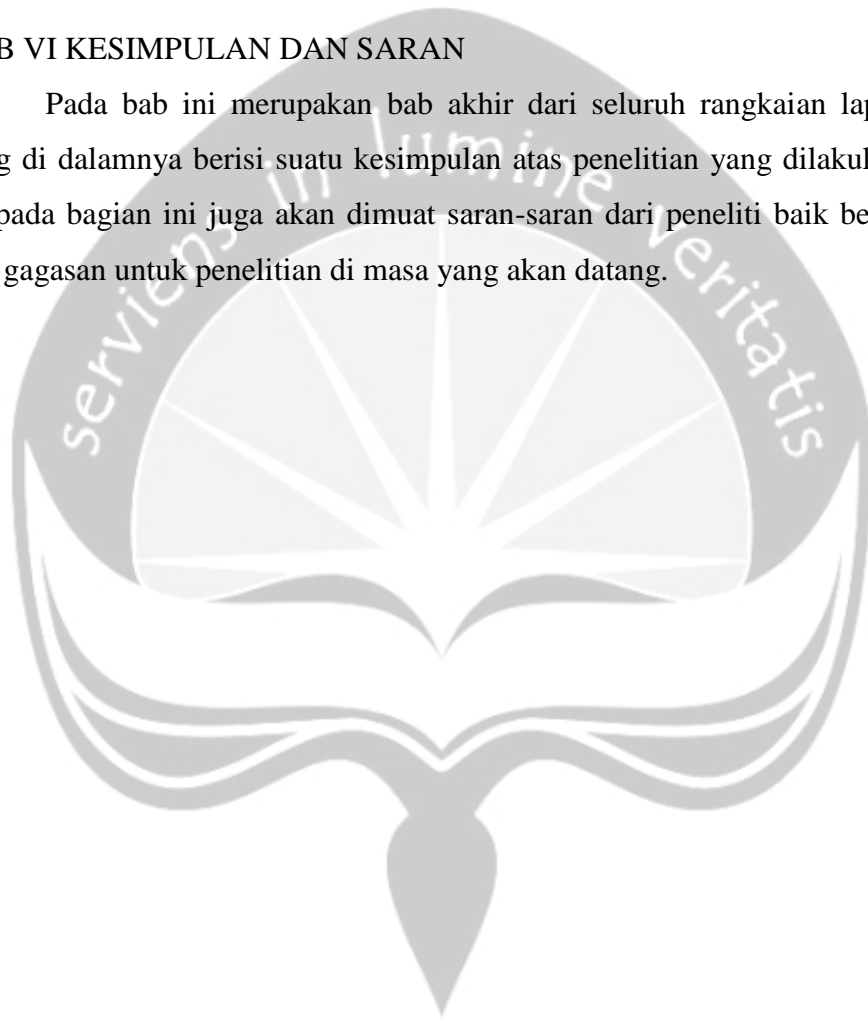 B VI KESIMPULAN DAN SARAN
Pada bab ini merupakan bab akhir dari seluruh rangkaian lap
g di dalamnya berisi suatu kesimpulan atas penelitian yang dilakul
pada bagian ini juga akan dimuat saran-saran dari peneliti baik be
gagasan untuk penelitian di masa yang akan datang.
serviens in lumine veritatis